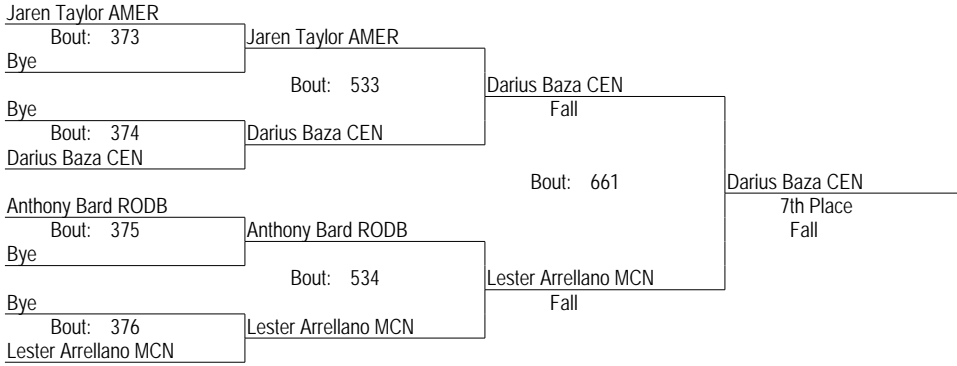 Jaren Taylor AMER
Bout: 373
Jaren Taylor AMER
Bye
Bout: 533
Darius Baza CEN
Bye
Fall
Bout: 374
Darius Baza CEN
Darius Baza CEN
Bout: 661
Darius Baza CEN
Anthony Bard RODB
7th Place
Bout: 375
Anthony Bard RODB
Fall
Bye
Bout: 534
Lester Arrellano MCN
Bye
Fall
Bout: 376
Lester Arrellano MCN
Lester Arrellano MCN